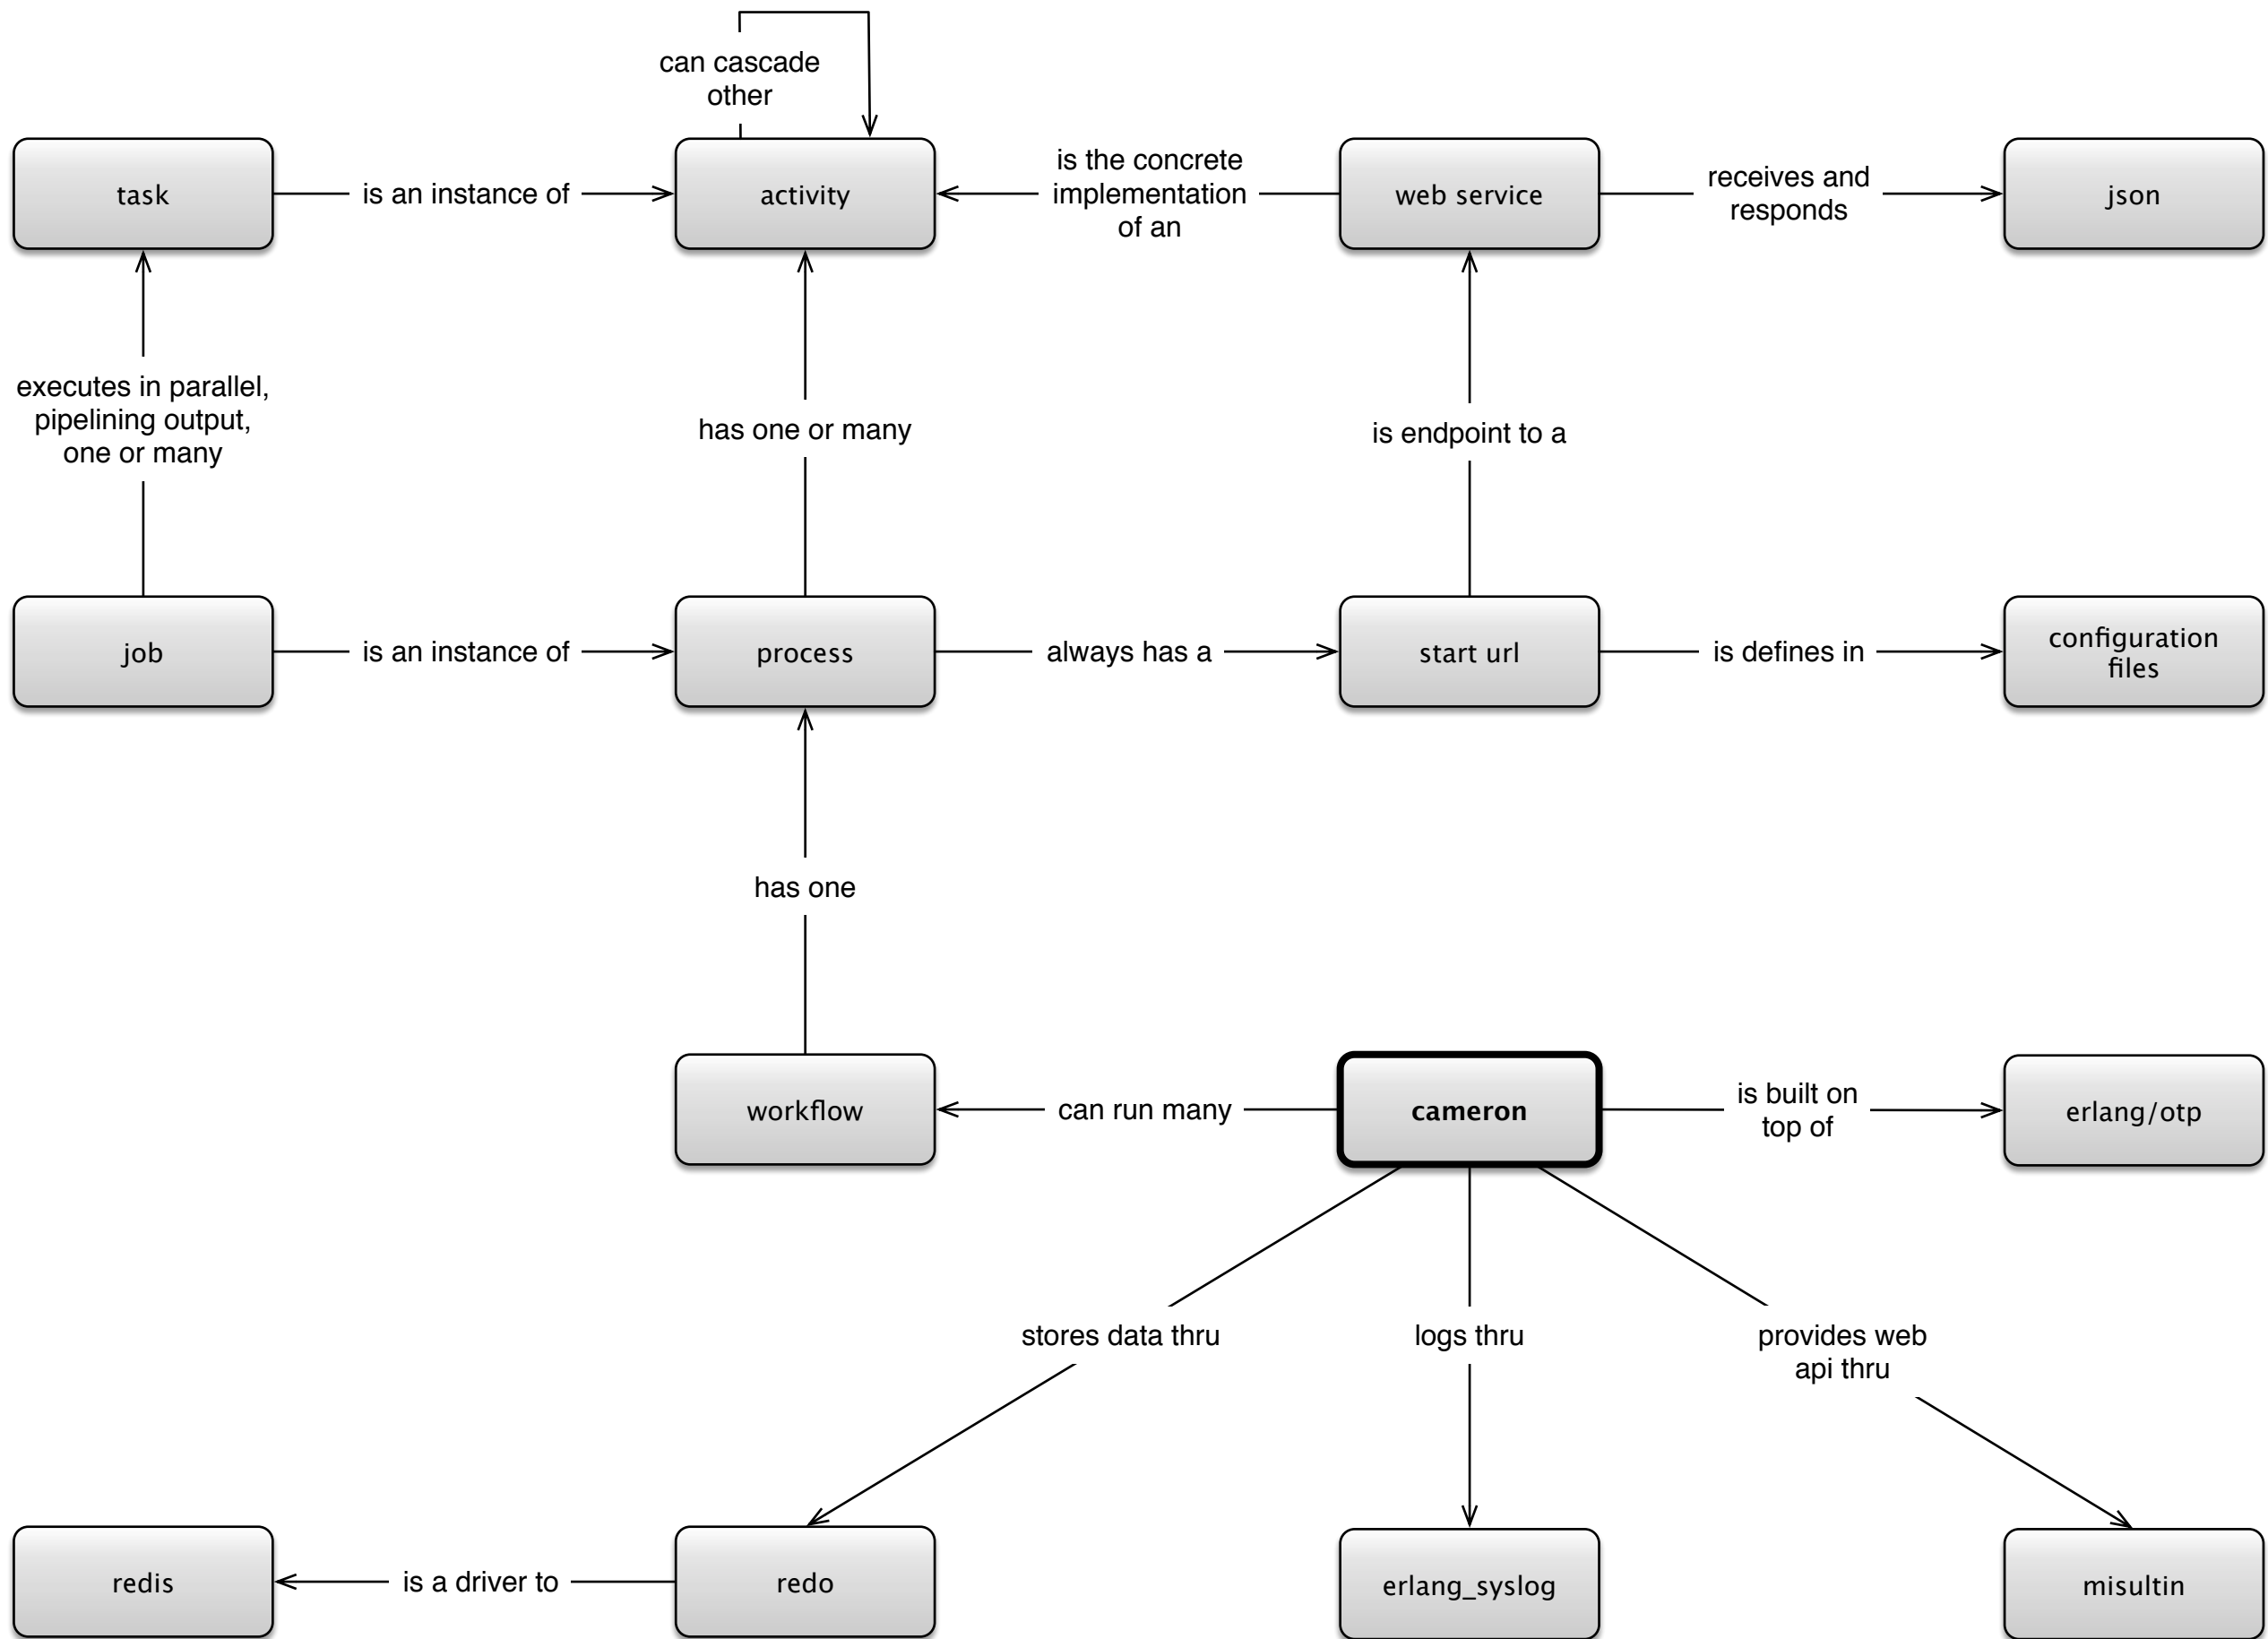 can cascade
other
task
is an instance of
activity
is the concrete
implementation
of an
web service
receives and
responds
json
executes in parallel,
pipelining output,
one or many
has one or many
is endpoint to a
job
is an instance of
process
always has a
start url
is defines in
configuration
files
has one
workflow
can run many
cameron
is built on
top of
erlang/otp
stores data thru
logs thru
provides web
api thru
redis
is a driver to
redo
erlang_syslog
misultin